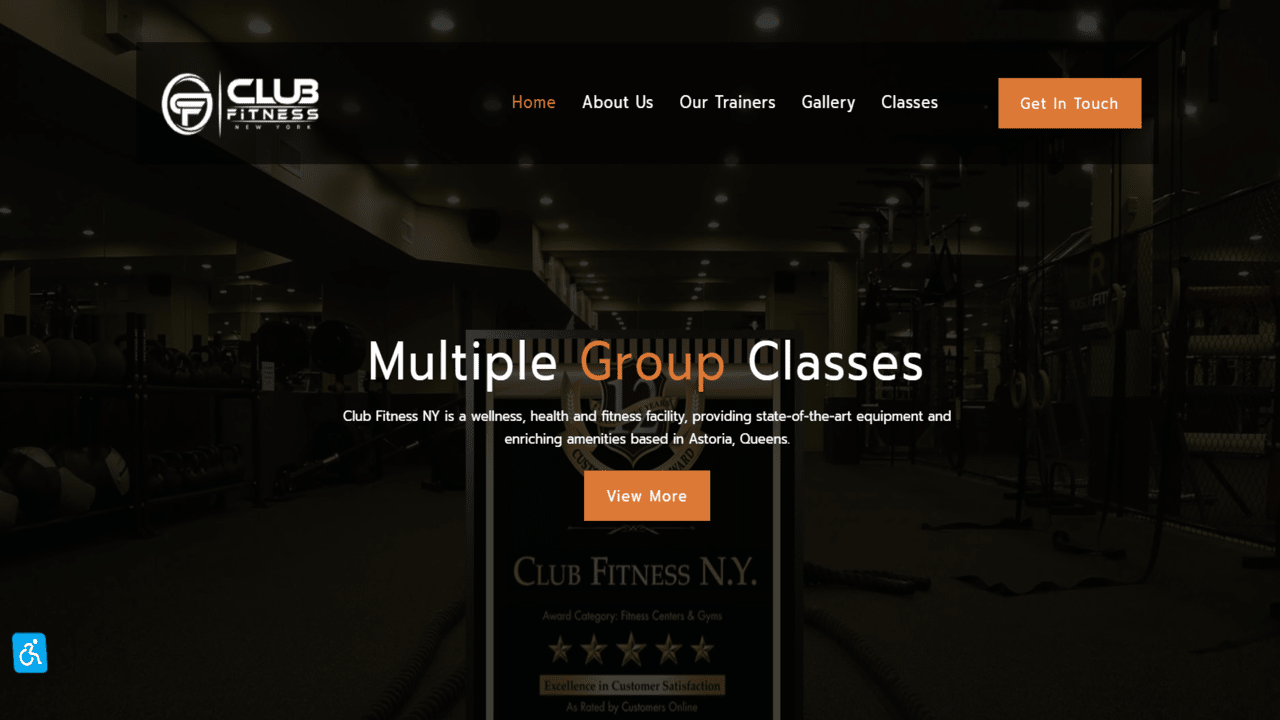 CLUB
FiTNESS
NEW YORK
Home
About Us
Our Trainers
Gallery
Classes
Get In Touch
R
Multiple Group Classes
12
Club Fitness NY is a wellness, health and fitness facility, providing state-of-the-art equipment and
enriching amenities based in Astoria, Queens.
View More
CLUB FITNESS N.Y.
Award Category: Fitness Centers & Gyms
Excellence in Customer Satisfaction
As Rated by Customers Online